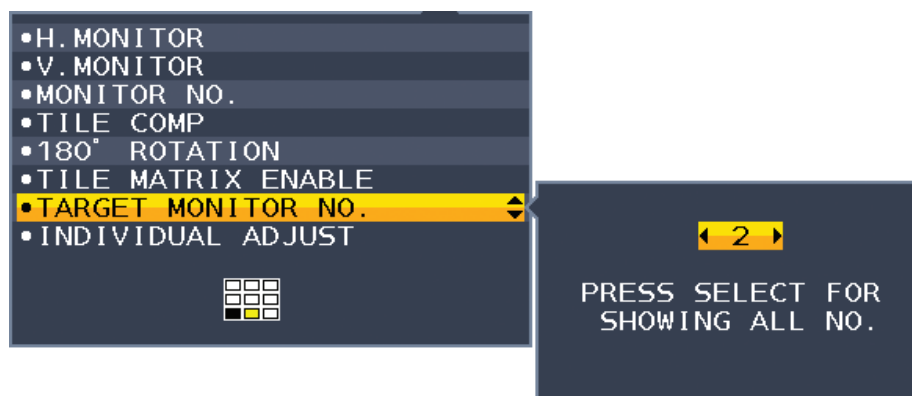 •H.MONITOR
•V.MONITOR
•MONITOR NO.
•TILE COMP
•180° ROTATION
•TILE MATRIX ENABLE
•TARGET MONITOR NO.
•INDIVIDUAL ADJUST
2
PRESS SELECT FOR
SHOWING ALL NO.